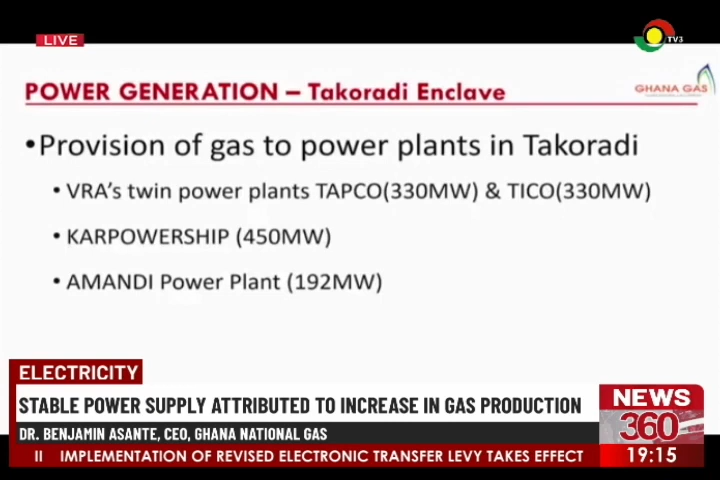 LIVE
TV3
POWER GENERATION – Takoradi Enclave
GHANA GAS
•Provision of gas to power plants in Takoradi
• VRA's twin power plants TAPCO(330MW) & TICO(330MW)
• KARPOWERSHIP (450MW)
• AMANDI Power Plant (192MW)
ELECTRICITY
STABLE POWER SUPPLY ATTRIBUTED TO INCREASE IN GAS PRODUCTION
DR. BENJAMIN ASANTE, CEO, GHANA NATIONAL GAS
NEWS
360
II IMPLEMENTATION OF REVISED ELECTRONIC TRANSFER LEVY TAKES EFFECT
19:15